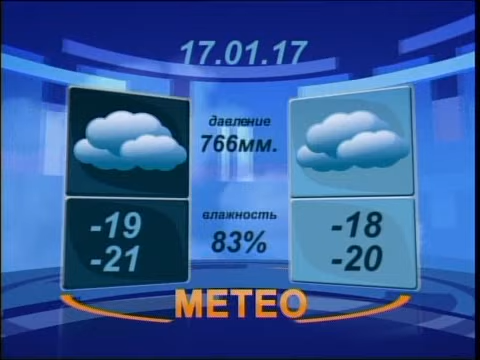 17.01.17
давление
766мм.
-19
-21
влажность
83%
-18
-20
МЕТЕО